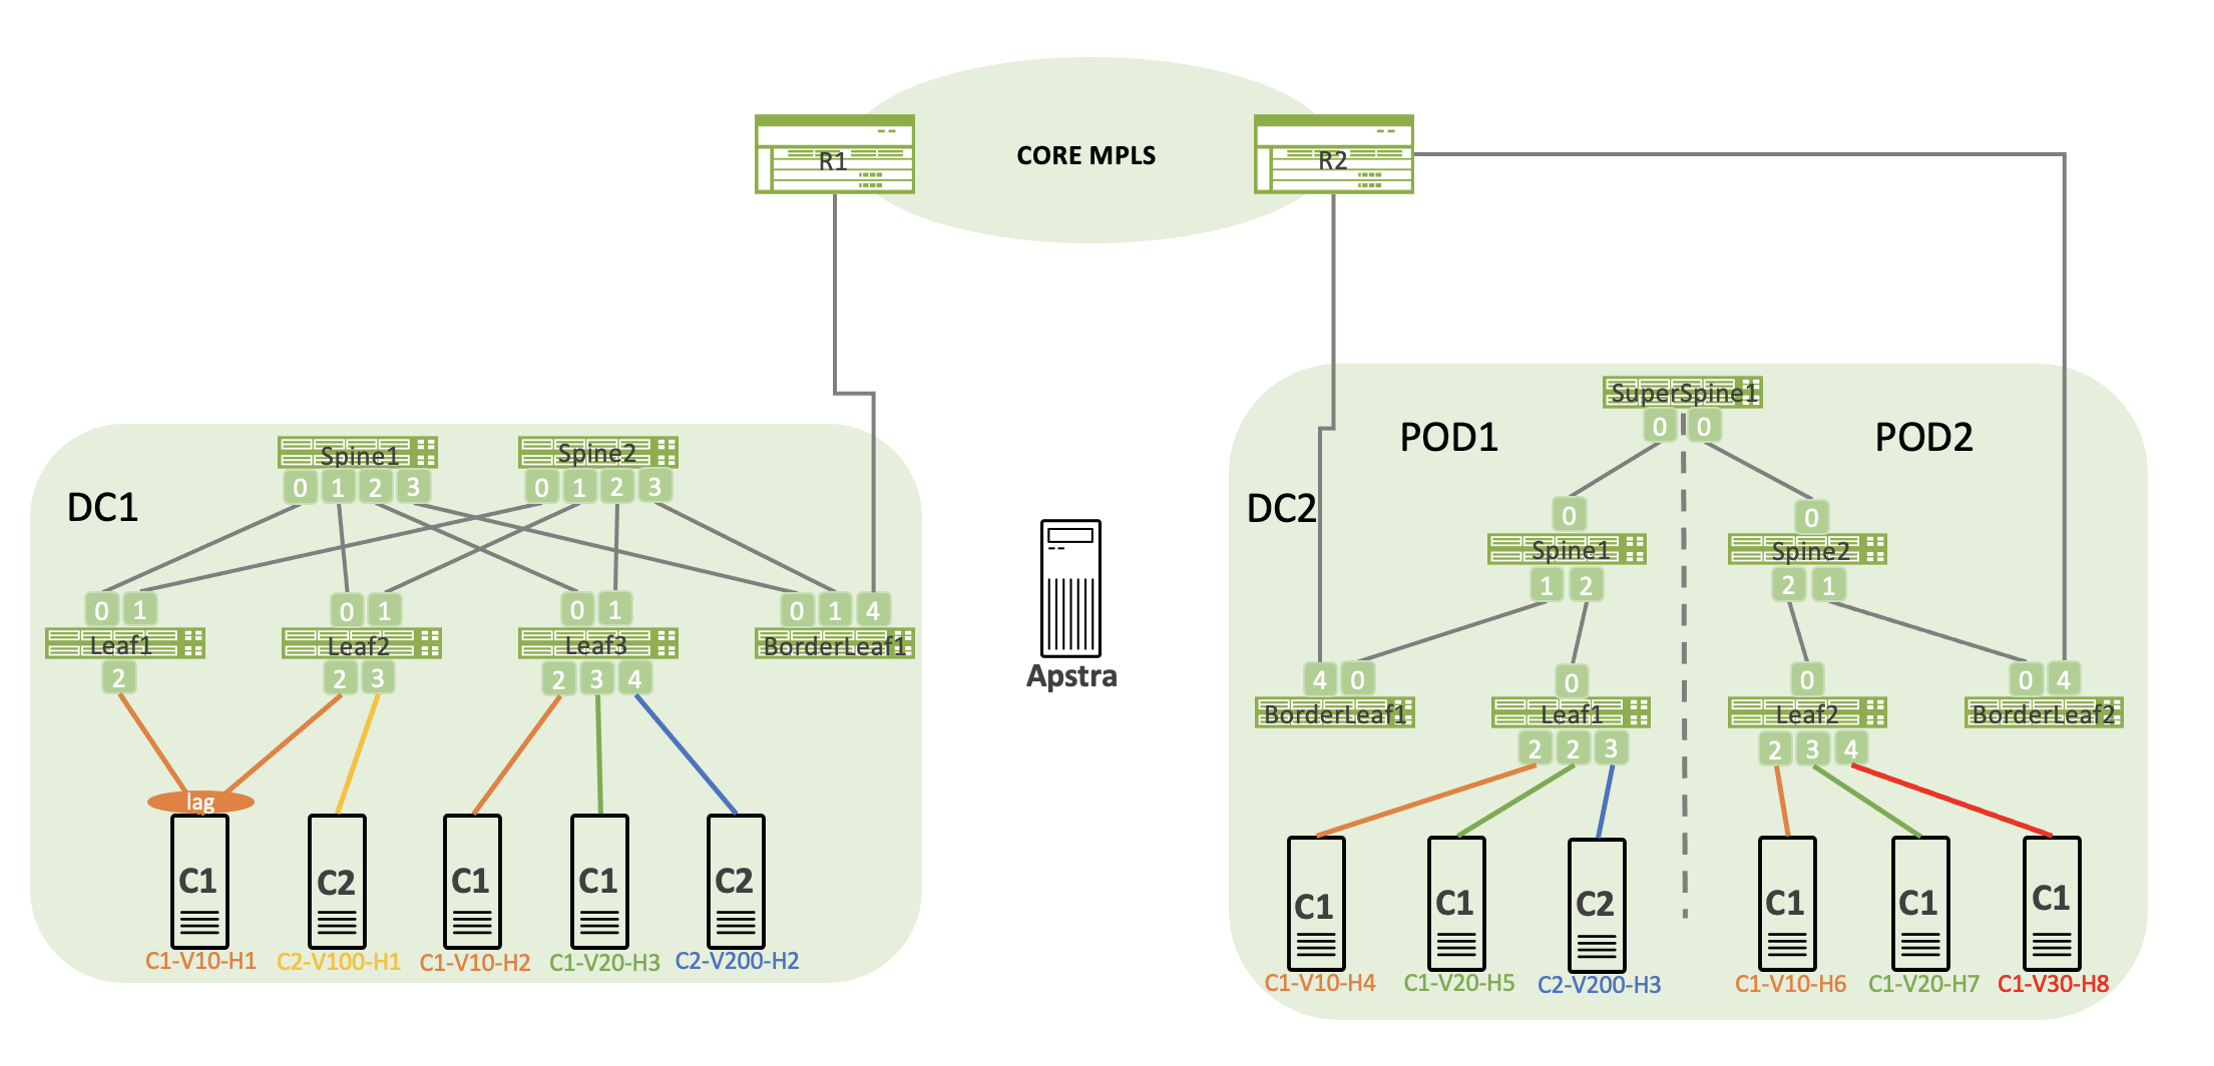 R1
CORE MPLS
R2
SuperSpine1
0 0
POD1
POD2
DC1
Spine1
0 1 2 3
Spine2
0 1 2 3
DC2
0
Spine1
1 2
0
Spine2
2 1
0 1
Leaf1
2
0 1
Leaf2
2 3
0 1
Leaf3
2 3 4
0 1 4
BorderLeaf1
Apstra
4 0
BorderLeaf1
0
Leaf1
2 2 3
0
Leaf2
2 3 4
0 4
BorderLeaf2
lag
C1
C2
C1
C1
C2
C1-V10-H1
C2-V100-H1
C1-V10-H2
C1-V20-H3
C2-V200-H2
C1
C1
C2
C1
C1
C1
C1-V10-H4
C1-V20-H5
C2-V200-H3
C1-V10-H6
C1-V20-H7
C1-V30-H8